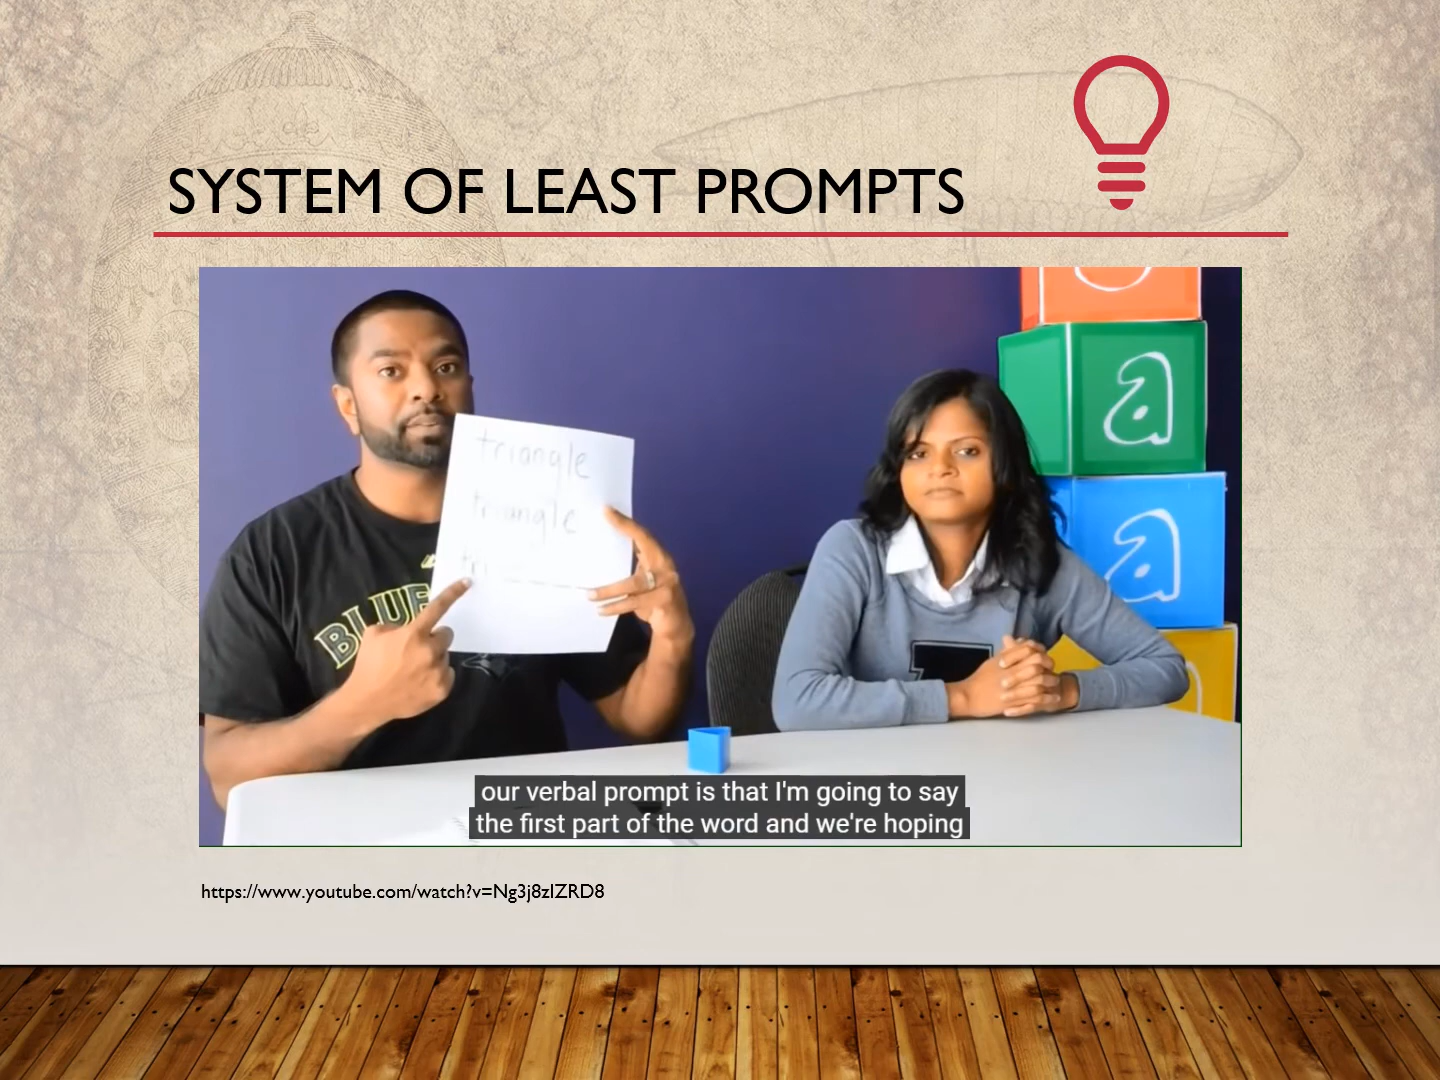 SYSTEM OF LEAST PROMPTS
a
triangle
triangle
tri
a
BLUE
our verbal prompt is that I'm going to say
the first part of the word and we're hoping
https://www.youtube.com/watch?v=Ng3j8zIZRD8